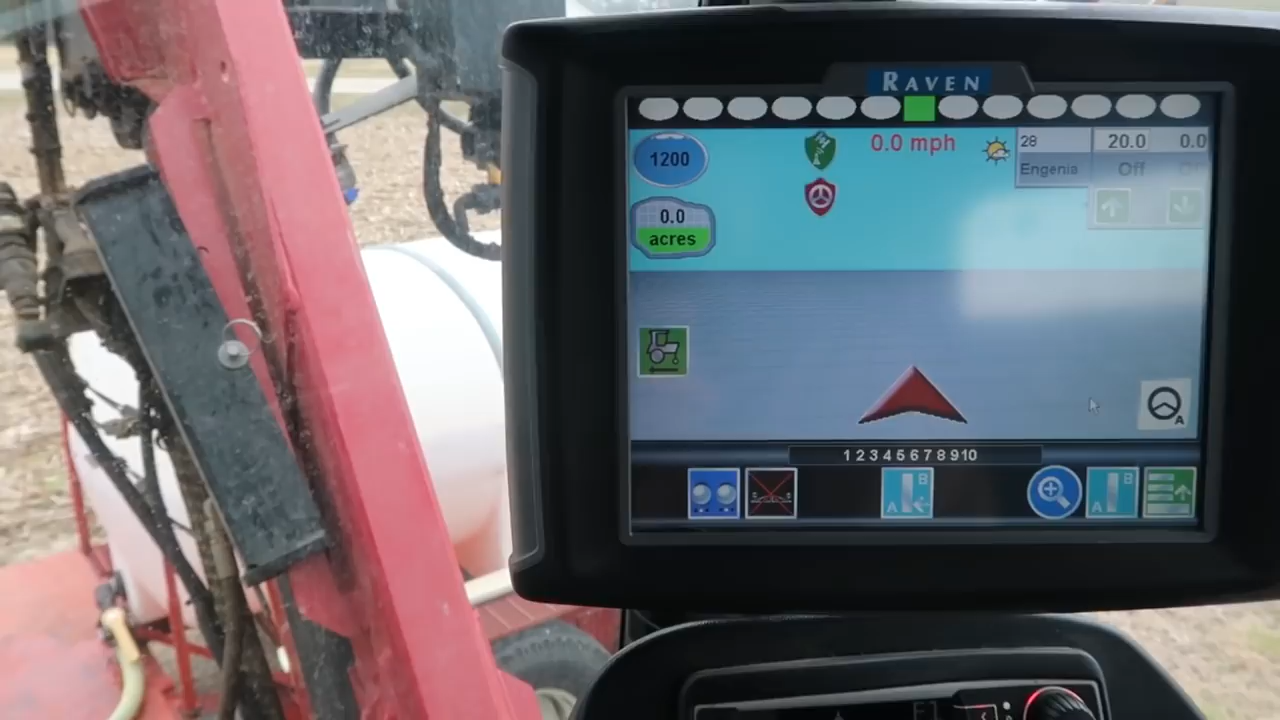 RAVEN
1200
0.0 mph
28
20.0
0.0
Engenia
Off
0.0
acres
A
1 2 3 4 5 6 7 8 9 10
B
A
B
A